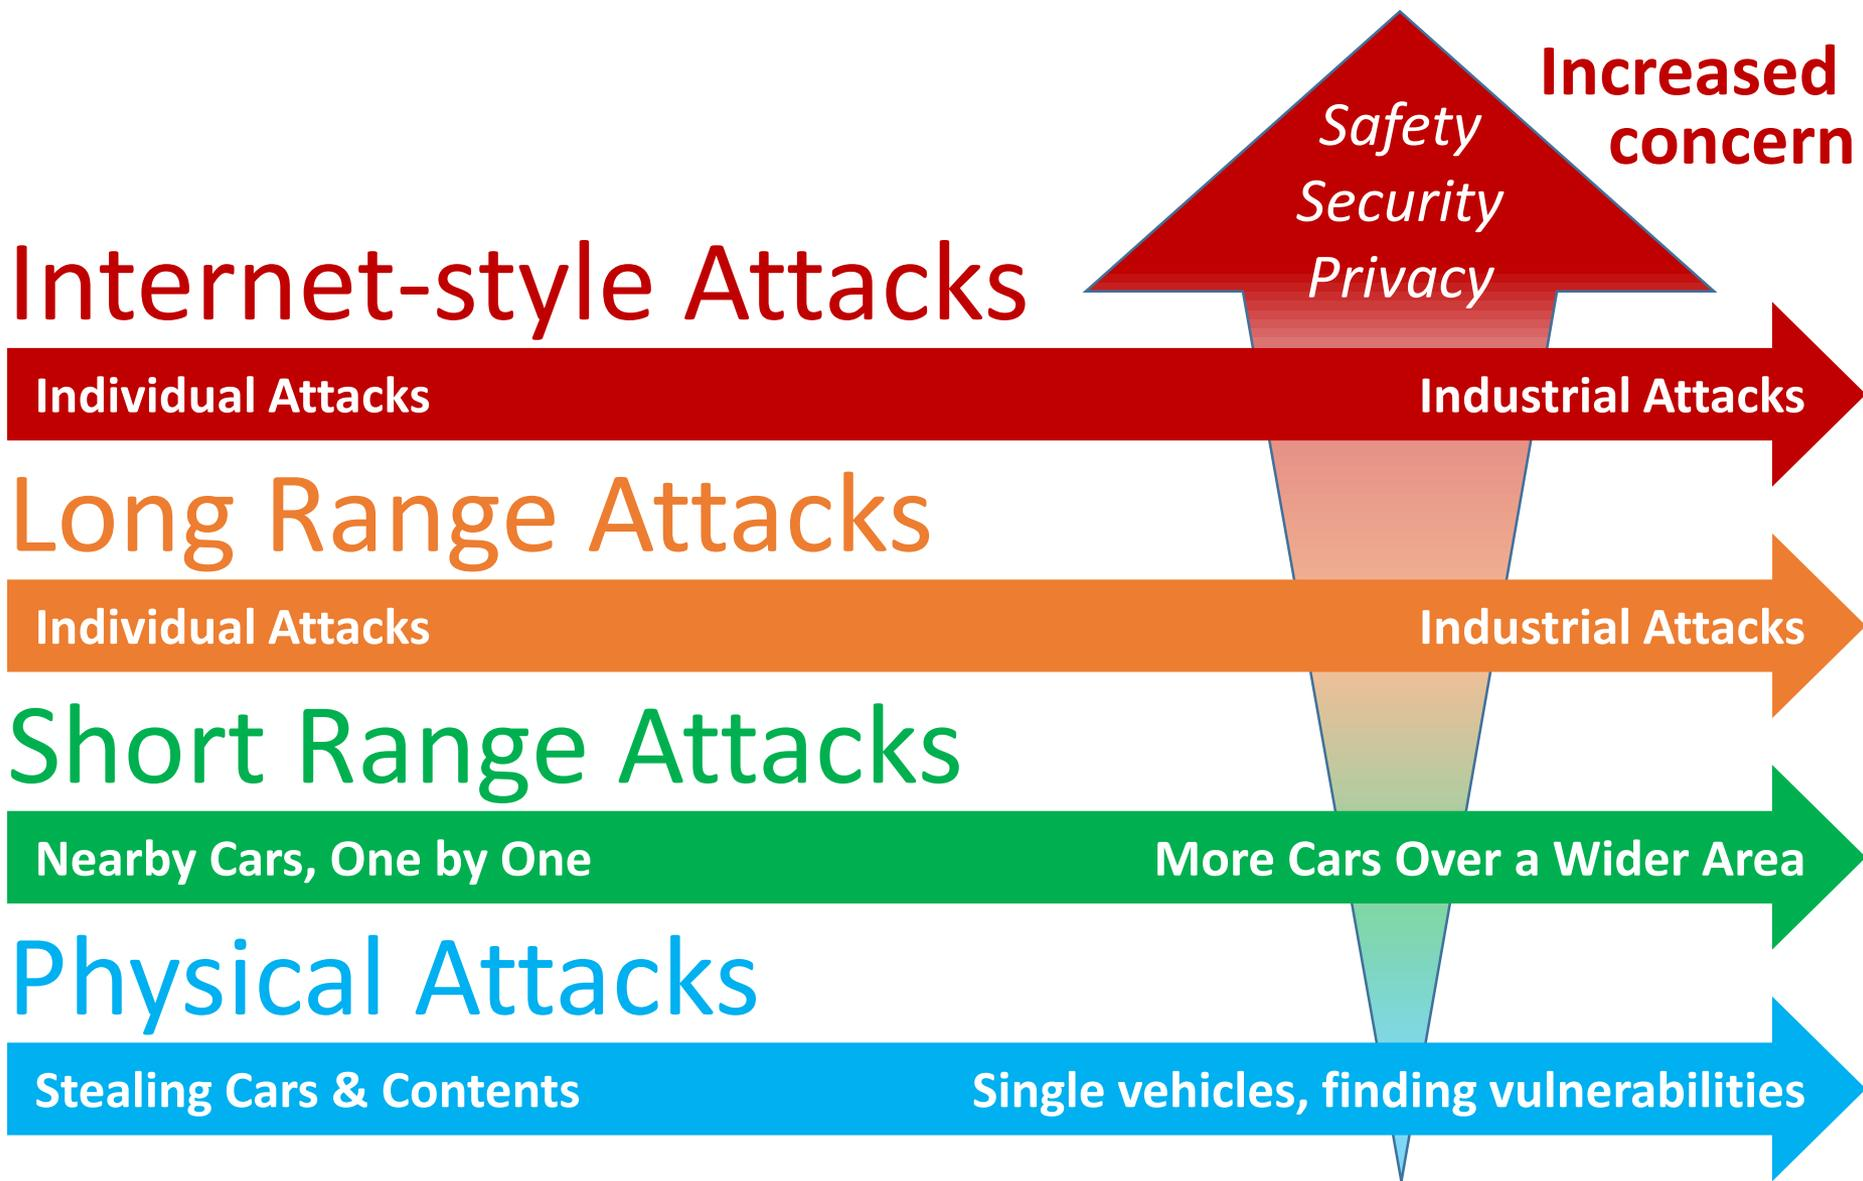 Increased
concern
Safety
Security
Privacy
Internet-style Attacks
Individual Attacks
Industrial Attacks
Long Range Attacks
Individual Attacks
Industrial Attacks
Short Range Attacks
Nearby Cars, One by One
More Cars Over a Wider Area
Physical Attacks
Stealing Cars & Contents
Single vehicles, finding vulnerabilities